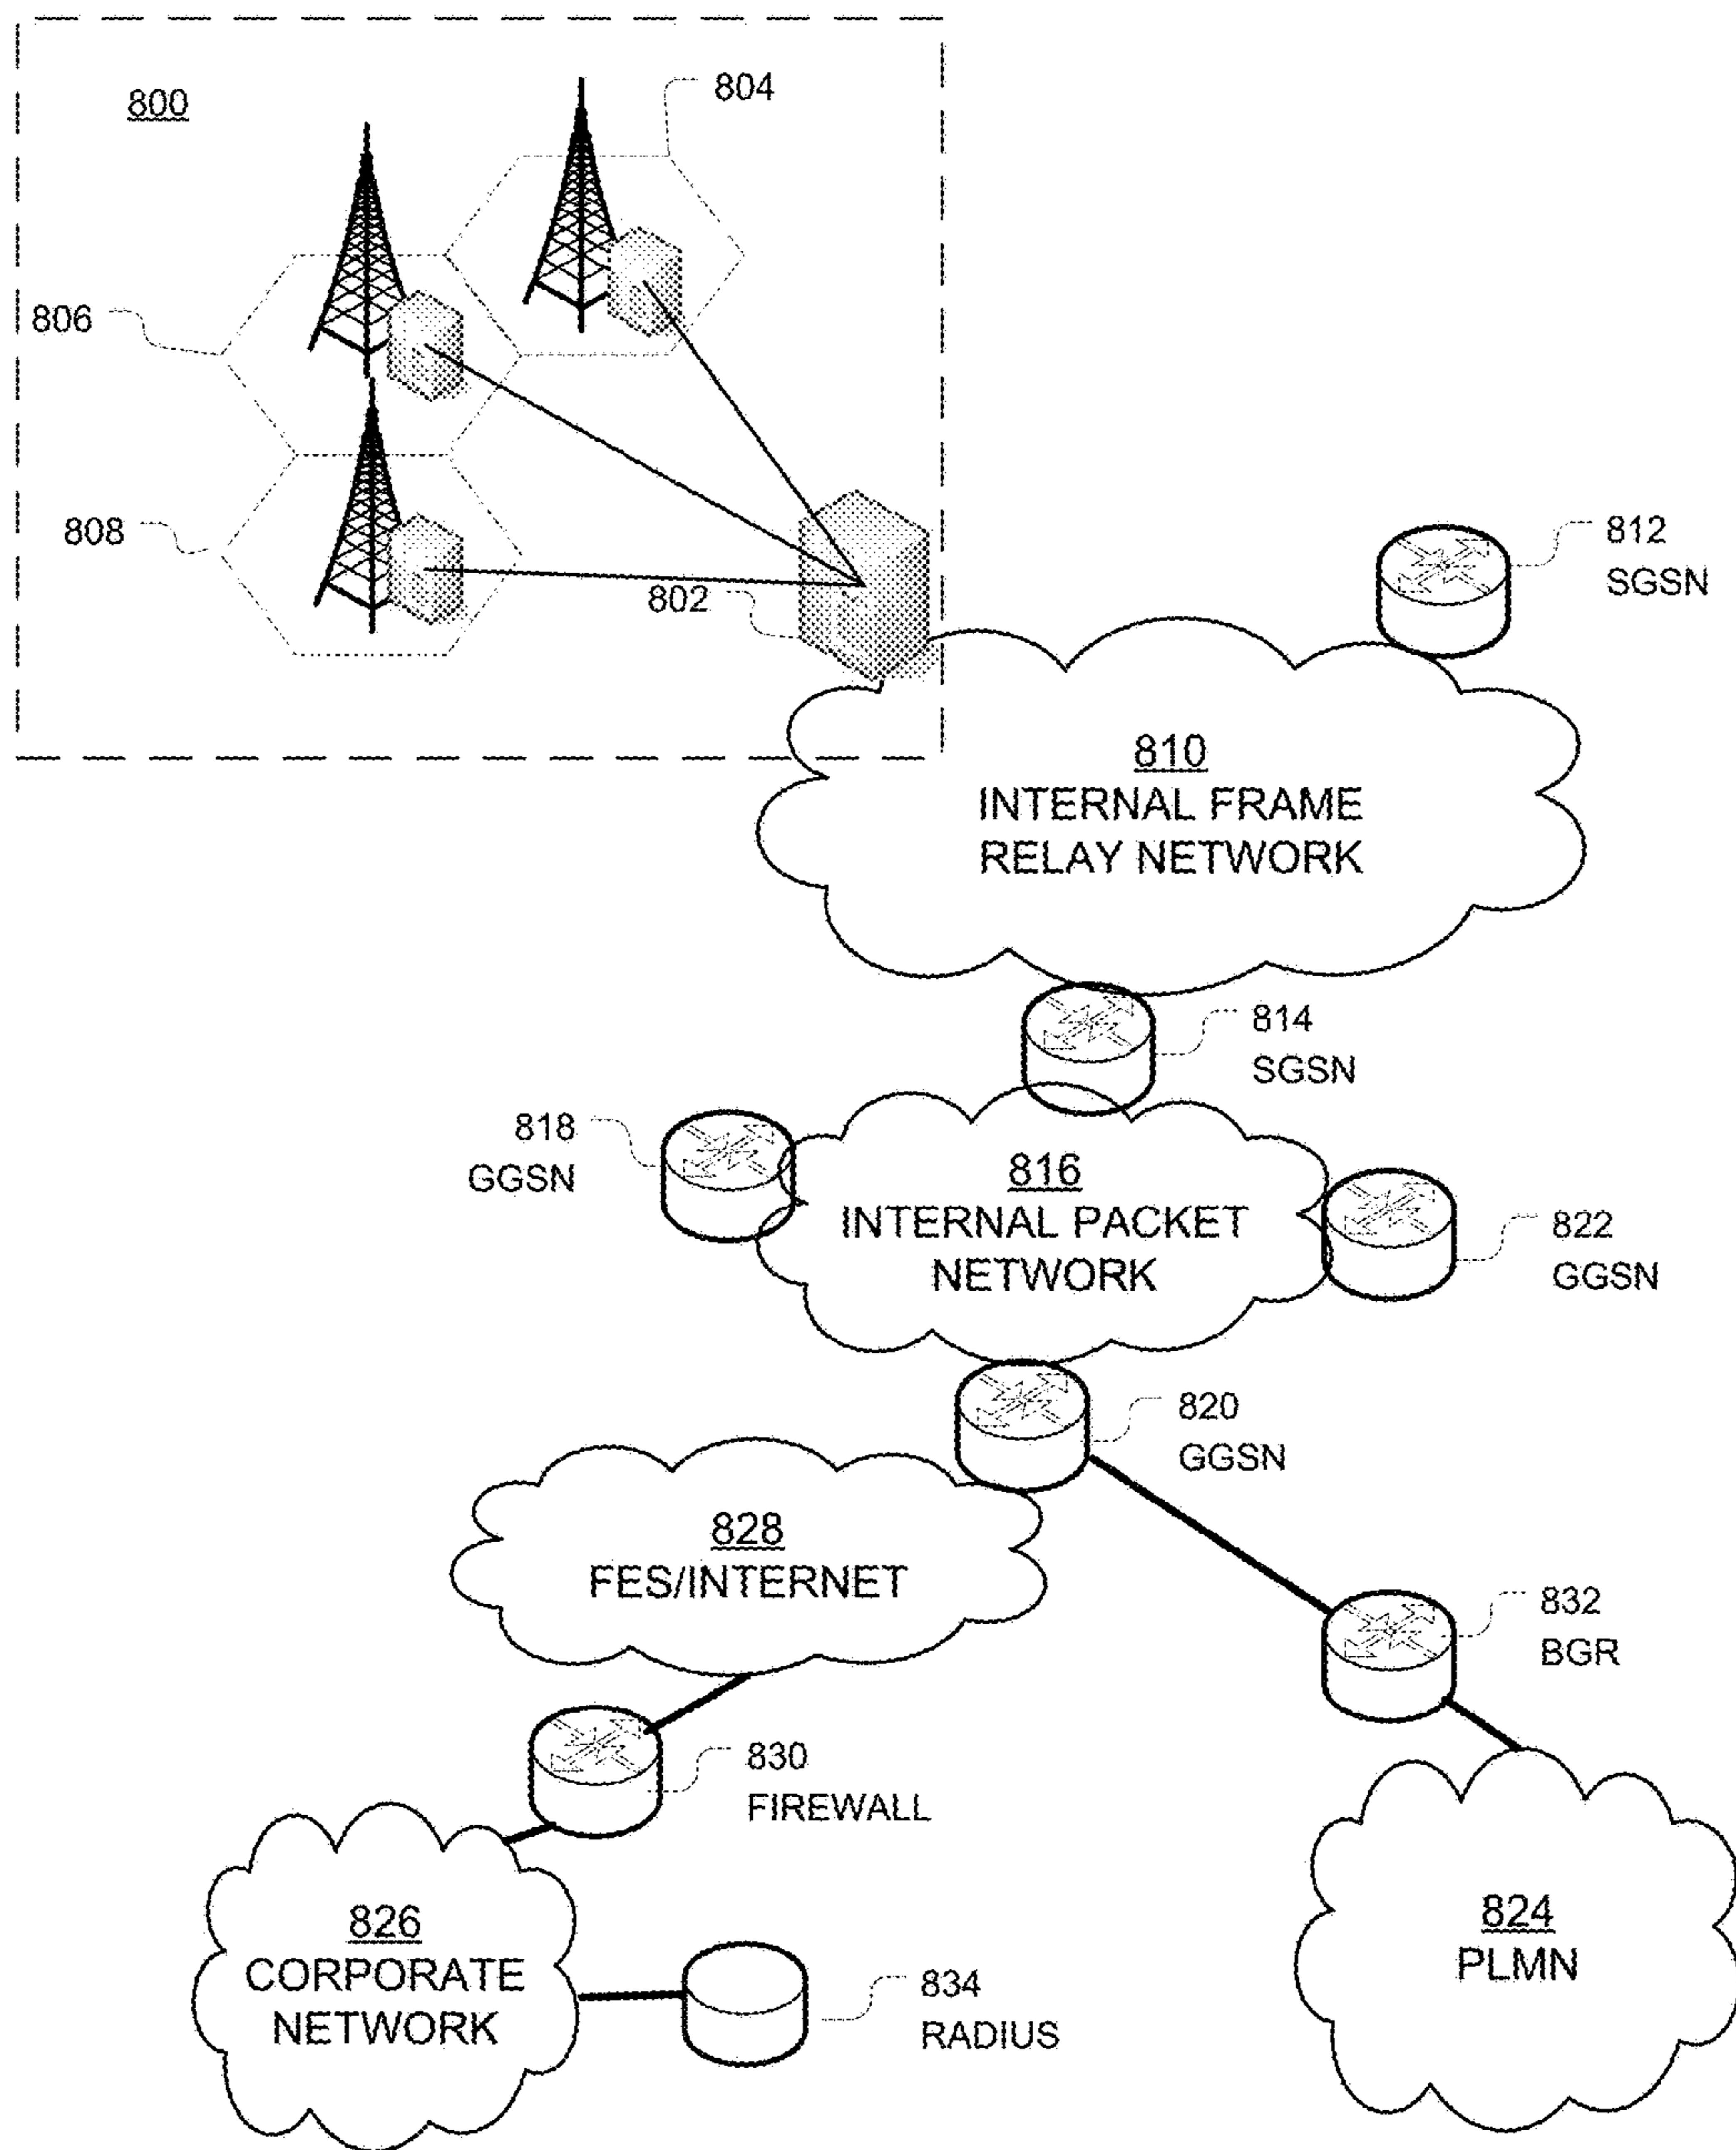 800
804
806
808
802
812
SGSN
810
INTERNAL FRAME
RELAY NETWORK
814
SGSN
818
GGSN
816
INTERNAL PACKET
NETWORK
822
GGSN
820
GGSN
828
FES/INTERNET
832
BGR
830
FIREWALL
826
CORPORATE
NETWORK
824
PLMN
834
RADIUS